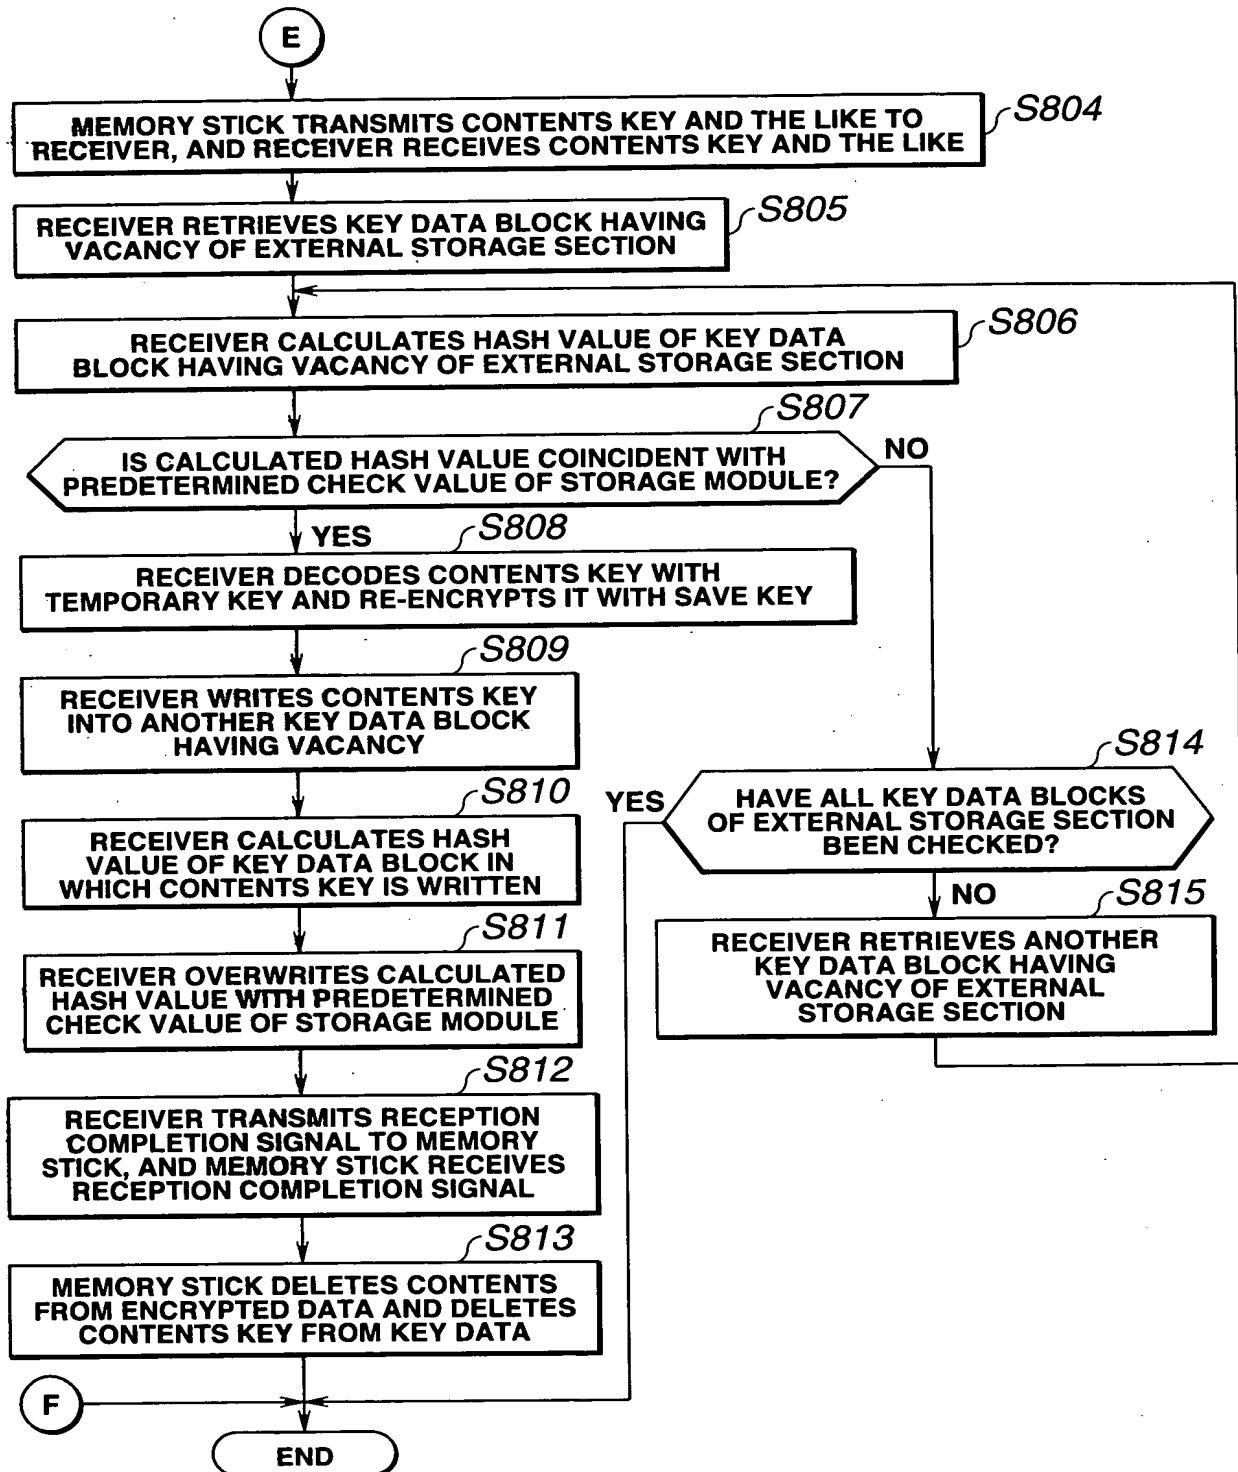 E
MEMORY STICK TRANSMITS CONTENTS KEY AND THE LIKE TO
RECEIVER, AND RECEIVER RECEIVES CONTENTS KEY AND THE LIKE
S804
RECEIVER RETRIEVES KEY DATA BLOCK HAVING
VACANCY OF EXTERNAL STORAGE SECTION
S805
RECEIVER CALCULATES HASH VALUE OF KEY DATA
BLOCK HAVING VACANCY OF EXTERNAL STORAGE SECTION
S806
S807
IS CALCULATED HASH VALUE COINCIDENT WITH
PREDETERMINED CHECK VALUE OF STORAGE MODULE?
NO
YES
S808
RECEIVER DECODES CONTENTS KEY WITH
TEMPORARY KEY AND RE-ENCRYPTS IT WITH SAVE KEY
S809
RECEIVER WRITES CONTENTS KEY
INTO ANOTHER KEY DATA BLOCK
HAVING VACANCY
S810
RECEIVER CALCULATES HASH
VALUE OF KEY DATA BLOCK IN
WHICH CONTENTS KEY IS WRITTEN
S811
RECEIVER OVERWRITES CALCULATED
HASH VALUE WITH PREDETERMINED
CHECK VALUE OF STORAGE MODULE
S812
RECEIVER TRANSMITS RECEPTION
COMPLETION SIGNAL TO MEMORY
STICK, AND MEMORY STICK RECEIVES
RECEPTION COMPLETION SIGNAL
S813
MEMORY STICK DELETES CONTENTS
FROM ENCRYPTED DATA AND DELETES
CONTENTS KEY FROM KEY DATA
S814
YES
HAVE ALL KEY DATA BLOCKS
OF EXTERNAL STORAGE SECTION
BEEN CHECKED?
NO
S815
RECEIVER RETRIEVES ANOTHER
KEY DATA BLOCK HAVING
VACANCY OF EXTERNAL
STORAGE SECTION
F
END